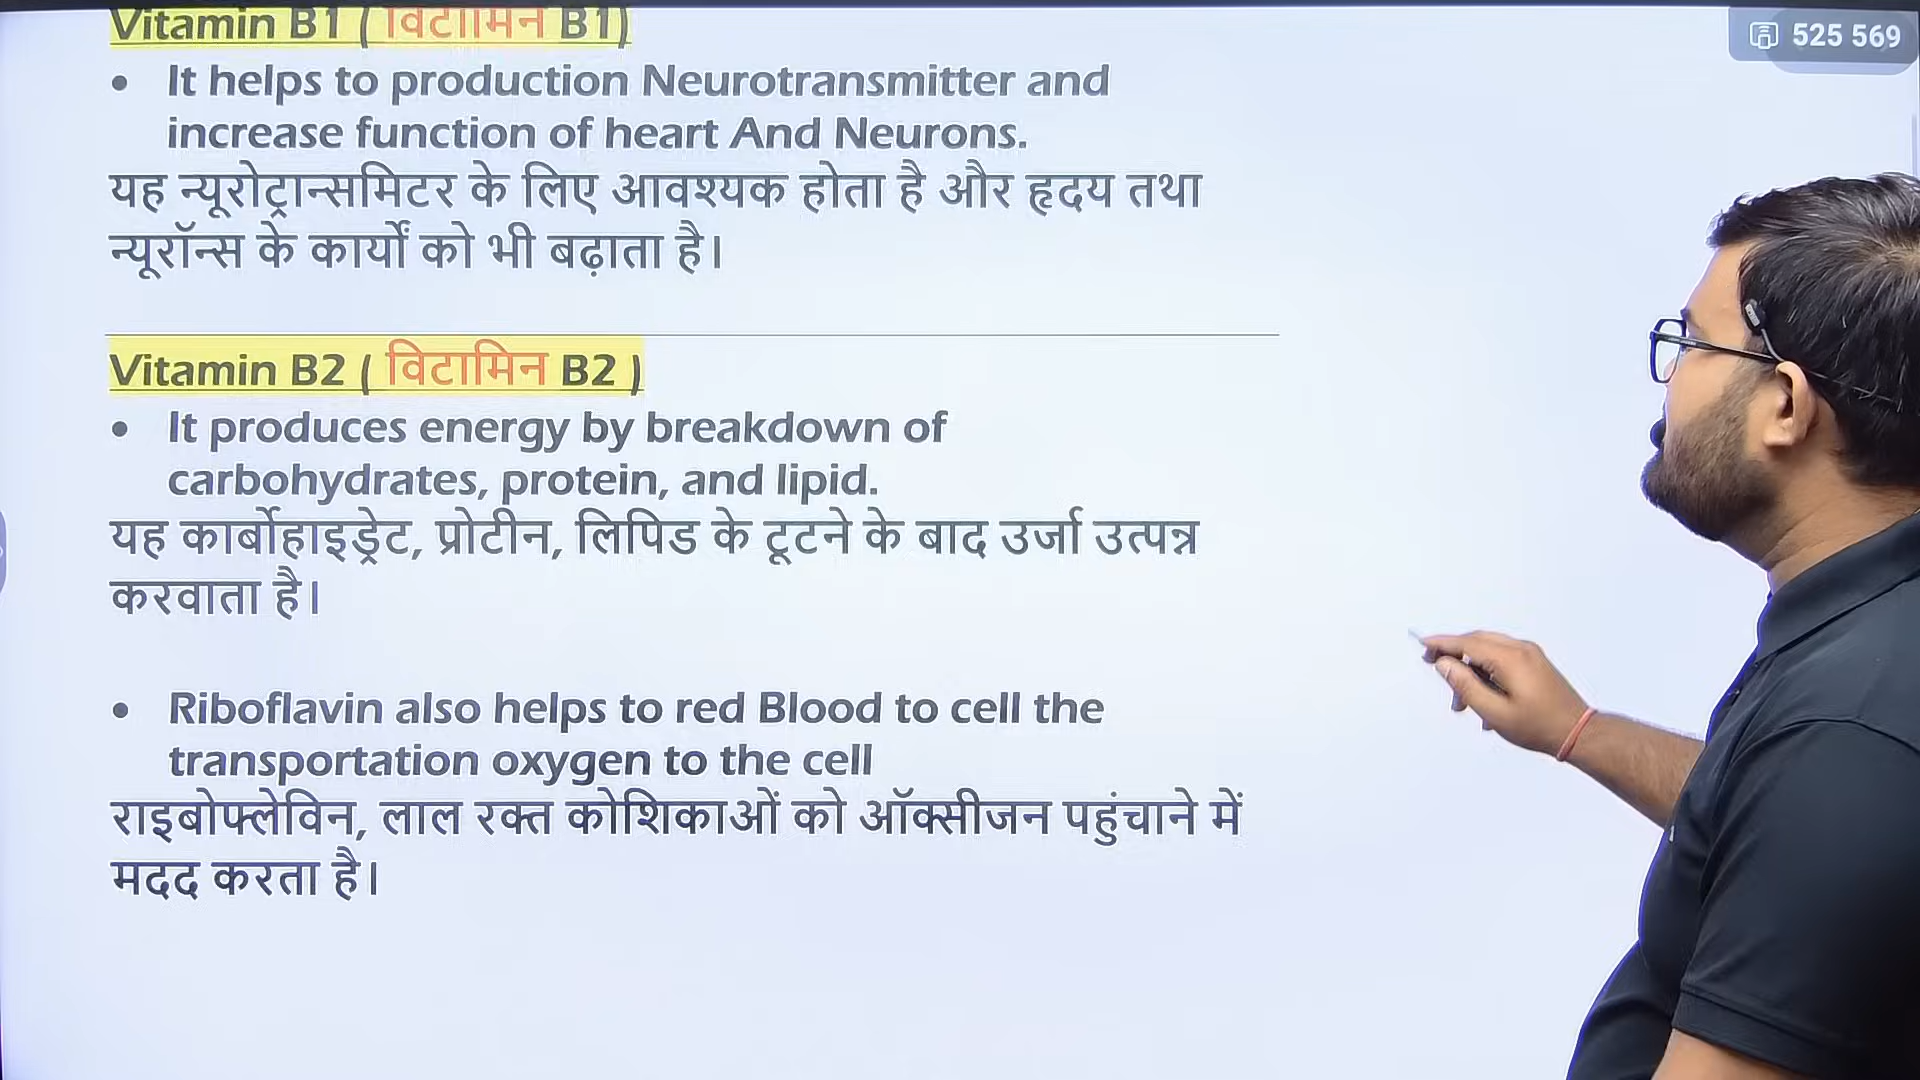 Vitamin B1 ( विटामिन B1)
525 569
• It helps to production Neurotransmitter and
increase function of heart And Neurons.
यह न्यूरोट्रान्समिटर के लिए आवश्यक होता है और हृदय तथा
न्यूरॉन्स के कार्यों को भी बढ़ाता है।
Vitamin B2 ( विटामिन B2 )
• It produces energy by breakdown of
carbohydrates, protein, and lipid.
यह कार्बोहाइड्रेट, प्रोटीन, लिपिड के टूटने के बाद उर्जा उत्पन्न
करवाता है।
• Riboflavin also helps to red Blood to cell the
transportation oxygen to the cell
राइबोफ्लेविन, लाल रक्त कोशिकाओं को ऑक्सीजन पहुंचाने में
मदद करता है।